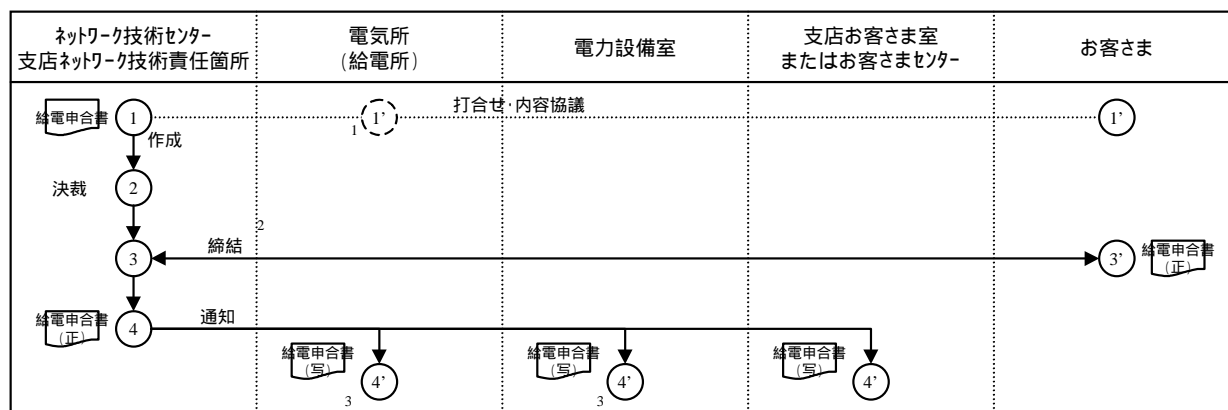 ネットワーク技術センター
支店ネットワーク技術責任箇所
電気所
(給電所)
電力設備室
支店お客さま室
またはお客さまセンター
お客さま
給電申合書
1
1
1’
打合せ・内容協議
1’
作成
決裁
2
2
3
締結
3’
給電申合書
(正)
給電申合書
(正)
4
通知
給電申合書
(写)
3
4’
給電申合書
(写)
3
4’
給電申合書
(写)
4’